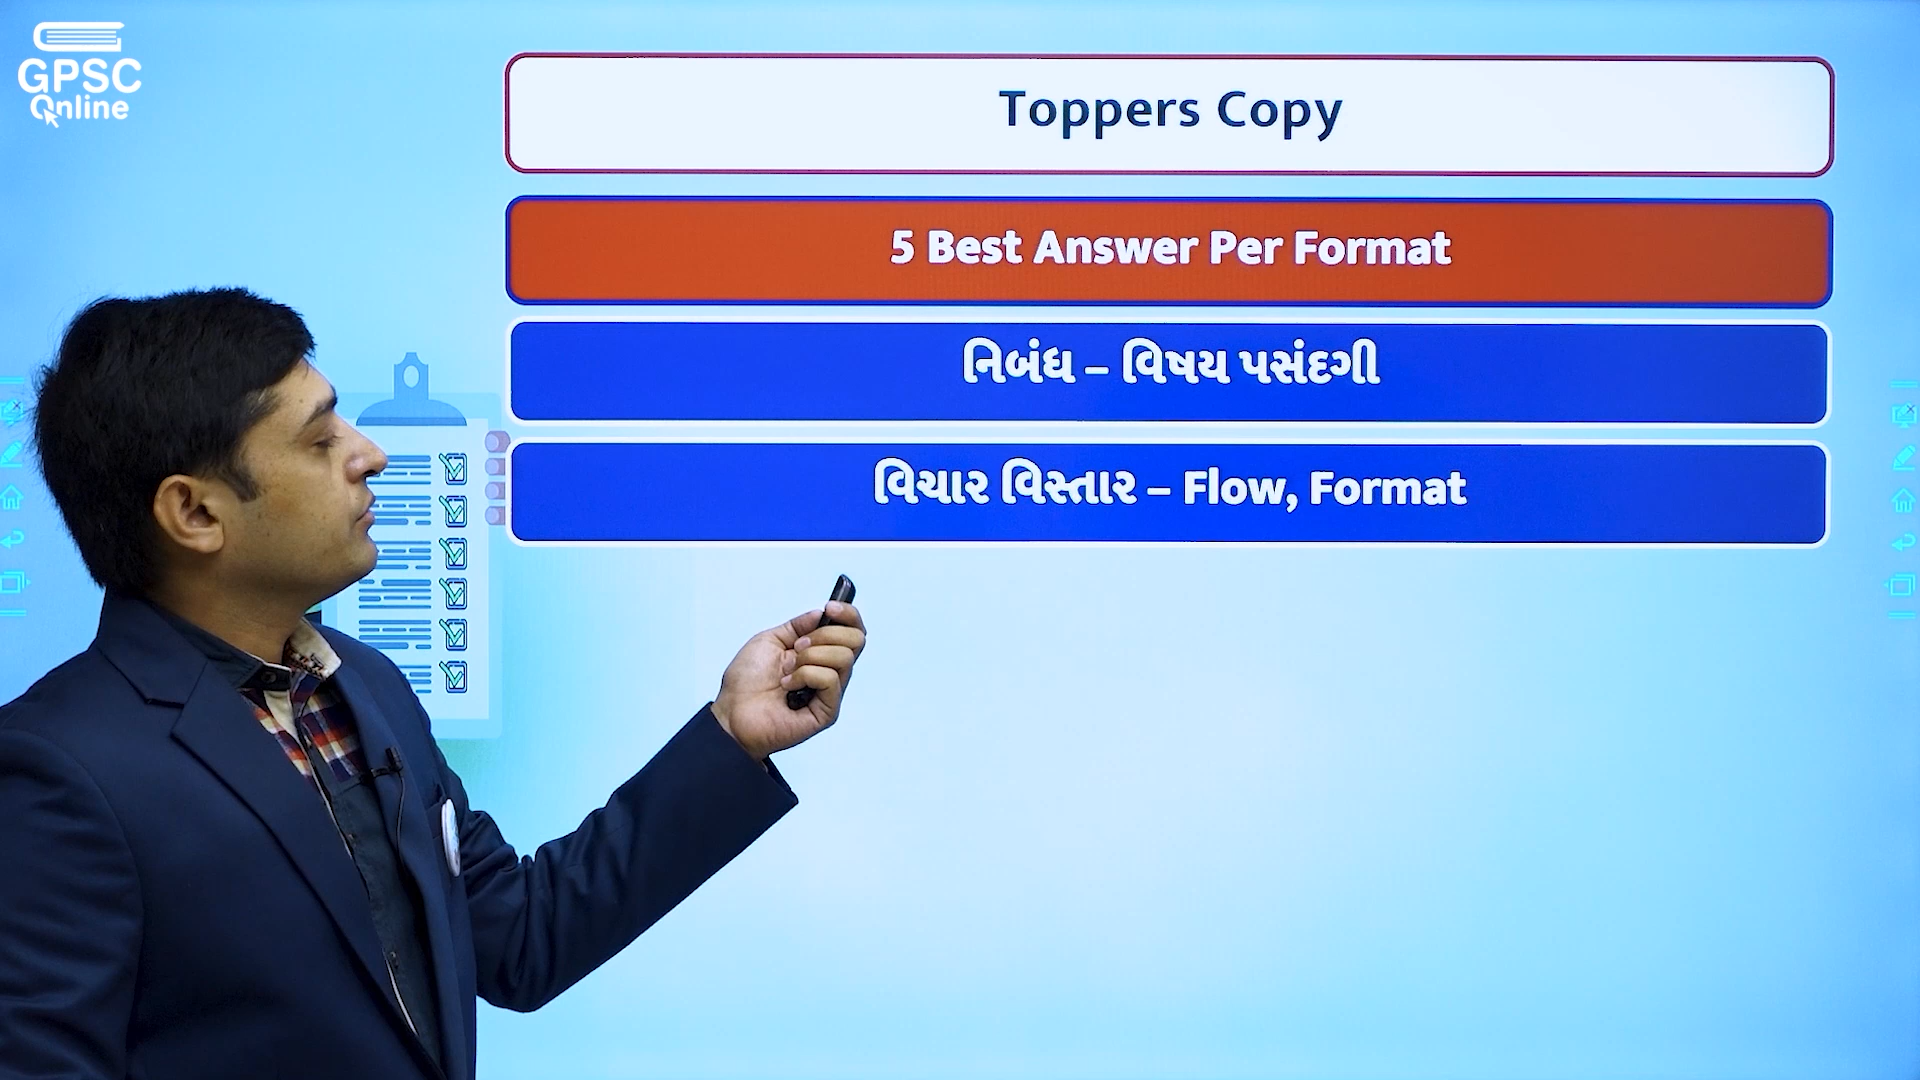 GPSC
Online
Toppers Copy
5 Best Answer Per Format
નિબંધ – વિષય પસંદગી
વિચાર વિસ્તાર – Flow, Format